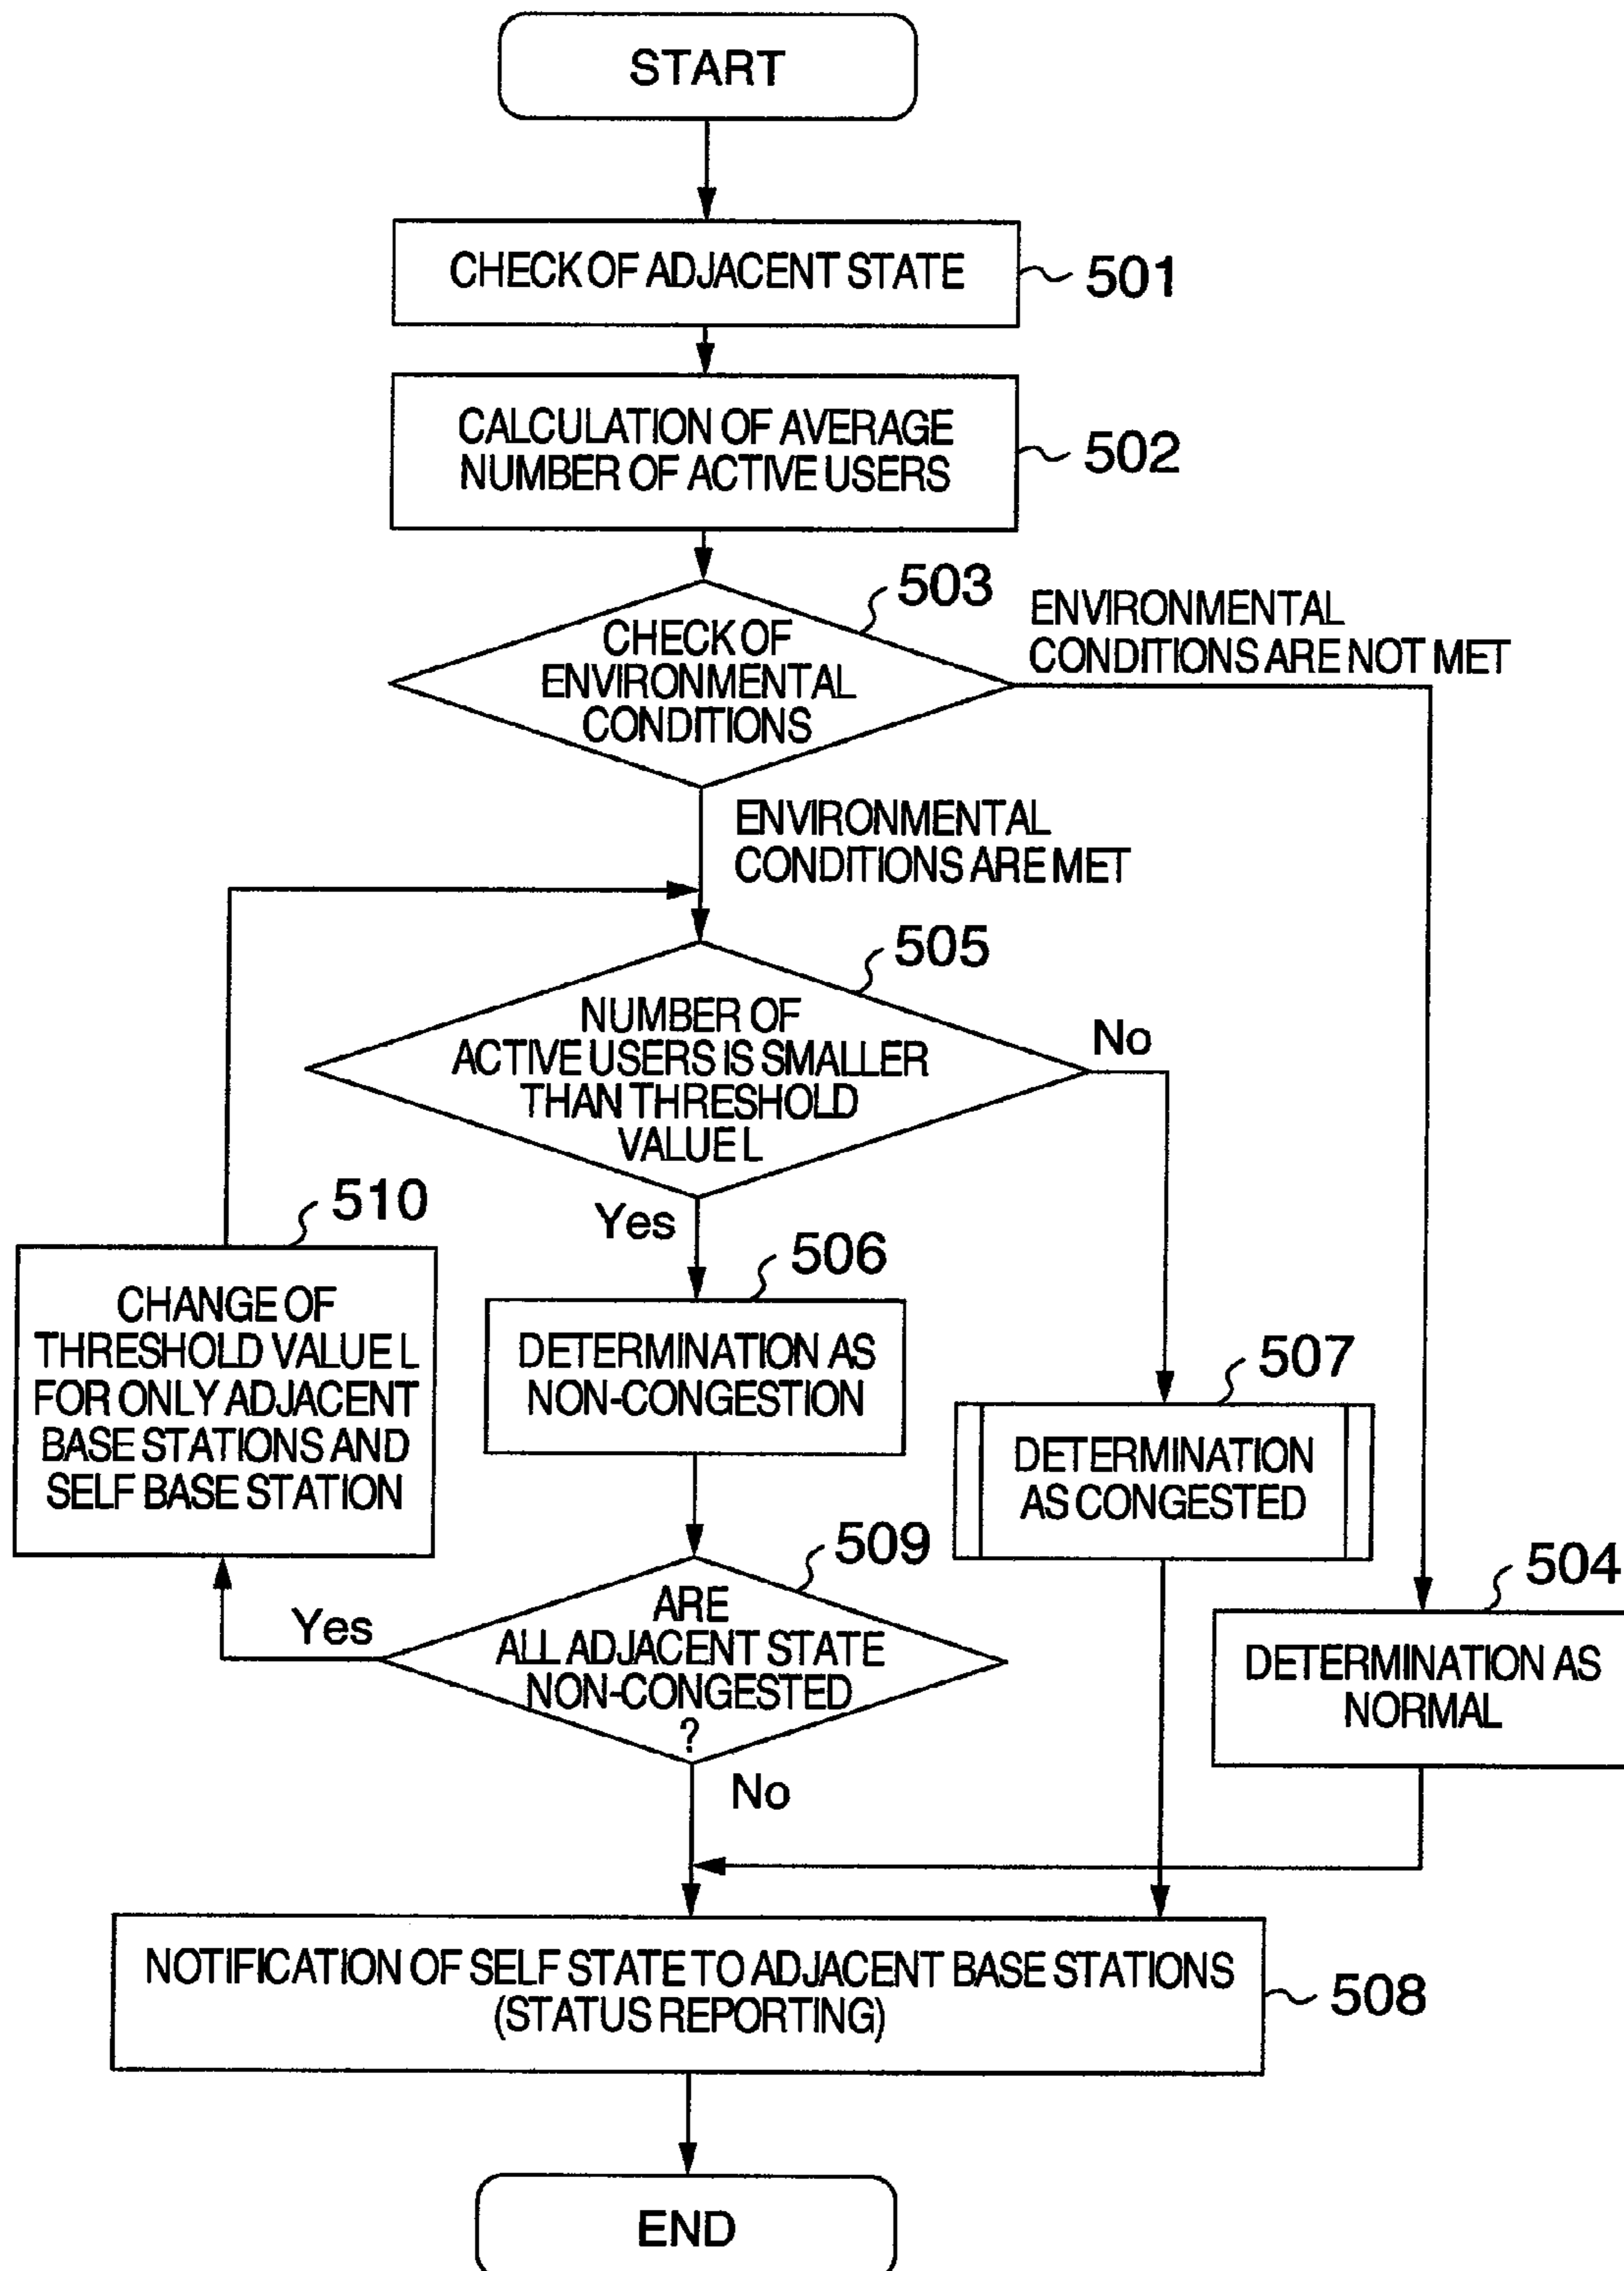 START
CHECK OF ADJACENT STATE
501
CALCULATION OF AVERAGE
NUMBER OF ACTIVE USERS
502
503
CHECK OF
ENVIRONMENTAL
CONDITIONS
ENVIRONMENTAL
CONDITIONS ARE NOT MET
ENVIRONMENTAL
CONDITIONS ARE MET
505
NUMBER OF
ACTIVE USERS IS SMALLER
THAN THRESHOLD
VALUE L
No
Yes
510
CHANGE OF
THRESHOLD VALUE L
FOR ONLY ADJACENT
BASE STATIONS AND
SELF BASE STATION
506
DETERMINATION AS
NON-CONGESTION
507
DETERMINATION
AS CONGESTED
509
ARE
ALL ADJACENT STATE
NON-CONGESTED
?
Yes
No
504
DETERMINATION AS
NORMAL
NOTIFICATION OF SELF STATE TO ADJACENT BASE STATIONS
(STATUS REPORTING)
508
END